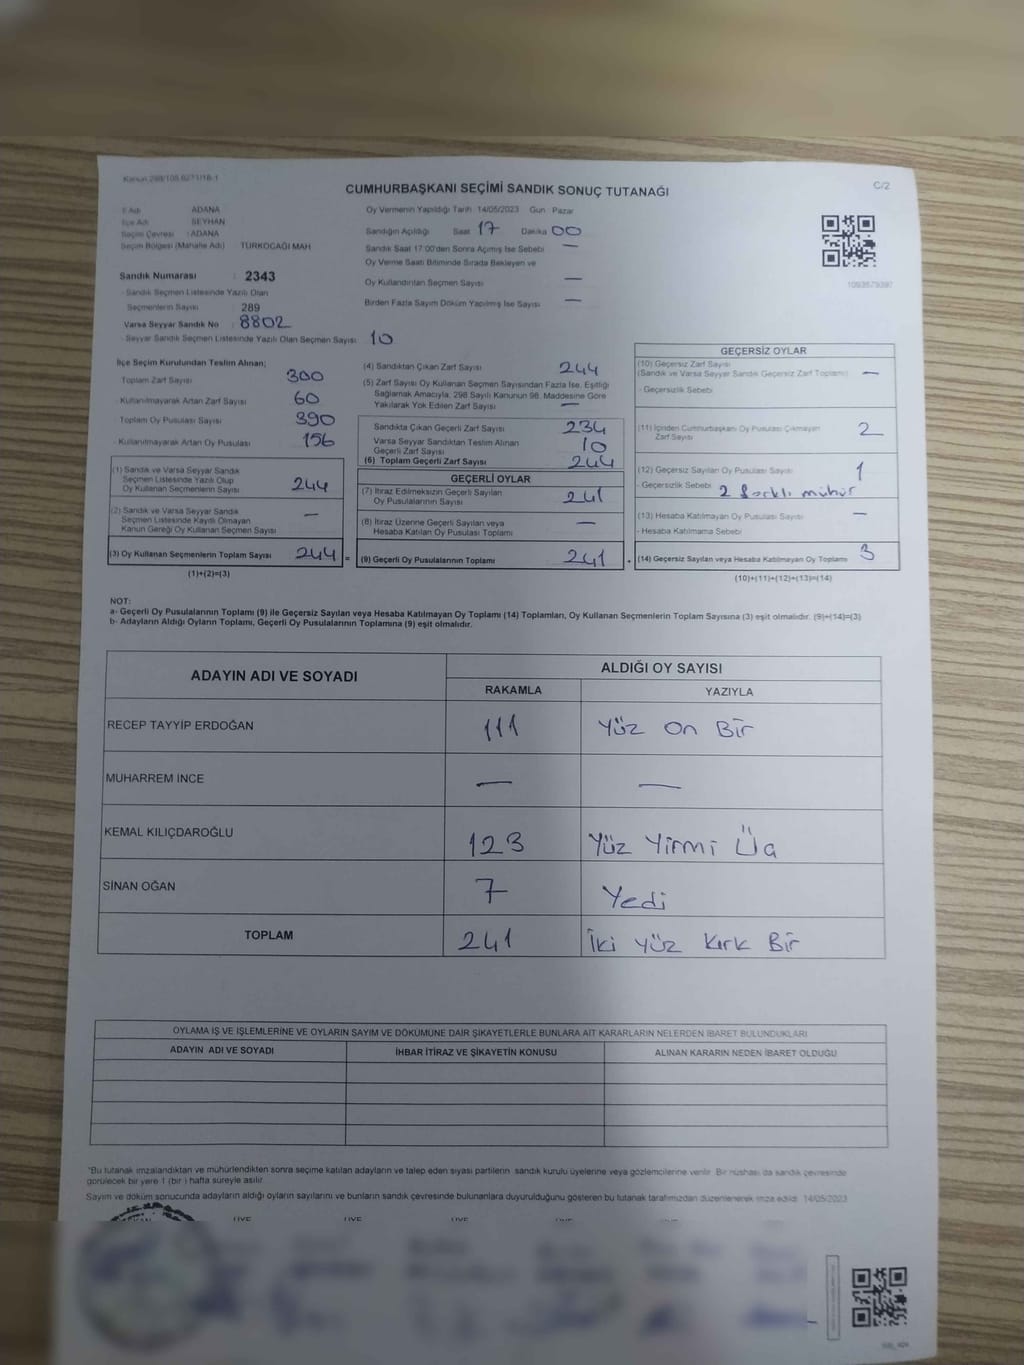 Kanun 298/105 6271/18-1
C/2
CUMHURBAŞKANI SEÇİMİ SANDIK SONUÇ TUTANAĞI
İl Adı ADANA
İlçe Adı SEYHAN
Seçim Çevresi : ADANA
Seçim Bölgesi (Mahalle Adı) TÜRKOCAĞI MAH
Sandık Numarası : 2343
- Sandık Seçmen Listesinde Yazılı Olan
Seçmenlerin Sayısı : 289
Varsa Seyyar Sandık No : 8802
- Seyyar Sandık Seçmen Listesinde Yazılı Olan Seçmen Sayısı 10
Oy Vermenin Yapıldığı Tarih 14/05/2023 Gün Pazar
Sandığın Açıldığı Saat 17 Dakika 00
Sandık Saat 17:00'den Sonra Açılmış İse Sebebi —
Oy Verme Saati Bitiminde Sırada Bekleyen ve
Oy Kullandırılan Seçmen Sayısı —
Birden Fazla Sayım Döküm Yapılmış İse Sayısı —
1093579397
İlçe Seçim Kurulundan Teslim Alınan;
Toplam Zarf Sayısı 300
- Kullanılmayarak Artan Zarf Sayısı 60
Toplam Oy Pusulası Sayısı 390
- Kullanılmayarak Artan Oy Pusulası 156
(1) Sandık ve Varsa Seyyar Sandık
Seçmen Listesinde Yazılı Olup
Oy Kullanan Seçmenlerin Sayısı 244
(2) Sandık ve Varsa Seyyar Sandık
Seçmen Listesinde Kayıtlı Olmayan
Kanun Gereği Oy Kullanan Seçmen Sayısı —
(3) Oy Kullanan Seçmenlerin Toplam Sayısı 244 =
(1)+(2)=(3)
(4) Sandıktan Çıkan Zarf Sayısı 244
(5) Zarf Sayısı Oy Kullanan Seçmen Sayısından Fazla İse, Eşitliği
Sağlamak Amacıyla, 298 Sayılı Kanunun 98. Maddesine Göre
Yakılarak Yok Edilen Zarf Sayısı —
Sandıkta Çıkan Geçerli Zarf Sayısı 234
Varsa Seyyar Sandıktan Teslim Alınan
Geçerli Zarf Sayısı 10
(6) Toplam Geçerli Zarf Sayısı 244
GEÇERLİ OYLAR
(7) İtiraz Edilmeksizin Geçerli Sayılan
Oy Pusulalarının Sayısı 241
(8) İtiraz Üzerine Geçerli Sayılan veya
Hesaba Katılan Oy Pusulası Toplamı —
(9) Geçerli Oy Pusulalarının Toplamı 241
GEÇERSİZ OYLAR
(10) Geçersiz Zarf Sayısı
(Sandık ve Varsa Seyyar Sandık Geçersiz Zarf Toplamı) —
- Geçersizlik Sebebi
(11) İçinden Cumhurbaşkanı Oy Pusulası Çıkmayan
Zarf Sayısı 2
(12) Geçersiz Sayılan Oy Pusulası Sayısı 1
- Geçersizlik Sebebi 2 farklı mühür
(13) Hesaba Katılmayan Oy Pusulası Sayısı —
- Hesaba Katılmama Sebebi
(14) Geçersiz Sayılan veya Hesaba Katılmayan Oy Toplamı 3
(10)+(11)+(12)+(13)=(14)
NOT:
a- Geçerli Oy Pusulalarının Toplamı (9) ile Geçersiz Sayılan veya Hesaba Katılmayan Oy Toplamı (14) Toplamları, Oy Kullanan Seçmenlerin Toplam Sayısına (3) eşit olmalıdır. (9)+(14)=(3)
b- Adayların Aldığı Oyların Toplamı, Geçerli Oy Pusulalarının Toplamına (9) eşit olmalıdır.
ADAYIN ADI VE SOYADI ALDIĞI OY SAYISI
RAKAMLA YAZIYLA
RECEP TAYYİP ERDOĞAN 111 Yüz On Bir
MUHARREM İNCE — —
KEMAL KILIÇDAROĞLU 123 Yüz Yirmi Üç
SİNAN OĞAN 7 Yedi
TOPLAM 241 İki Yüz Kırk Bir
OYLAMA İŞ VE İŞLEMLERİNE VE OYLARIN SAYIM VE DÖKÜMÜNE DAİR ŞİKAYETLERLE BUNLARA AİT KARARLARIN NELERDEN İBARET BULUNDUKLARI
ADAYIN ADI VE SOYADI İHBAR İTİRAZ VE ŞİKAYETİN KONUSU ALINAN KARARIN NEDEN İBARET OLDUĞU
"Bu tutanak imzalandıktan ve mühürlendikten sonra seçime katılan adayların ve talep eden siyasi partilerin sandık kurulu üyelerine veya gözlemcilerine verilir. Bir nüshası da sandık çevresinde
görülecek bir yere 1 (bir) hafta süreyle asılır.
Sayım ve döküm sonucunda adayların aldığı oyların sayılarını ve bunların sandık çevresinde bulunanlara duyurulduğunu gösteren bu tutanak tarafımızdan düzenlenerek imza edildi. 14/05/2023
ÜYE ÜYE ÜYE ÜYE ÜYE ÜYE